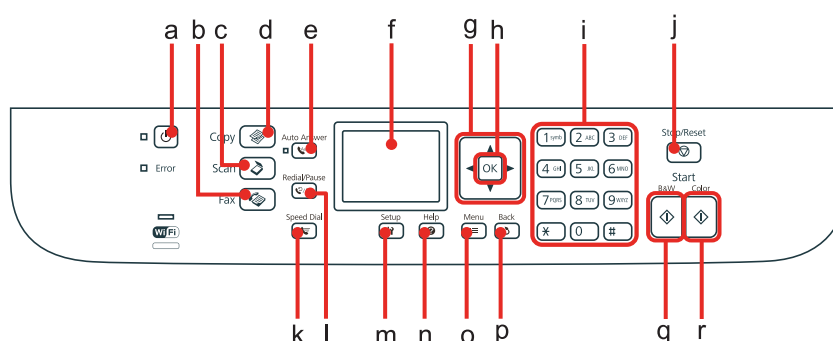 a b c d e f g h i j
Copy
Auto Answer
Stop/Reset
1 symb 2 ABC 3 DEF
Error
Scan
OK
4 GHI 5 JKL 6 MNO
Redial/Pause
Start
B&W Color
Fax
7 PQRS 8 TUV 9 WXYZ
Speed Dial
Setup
Help
Menu
Back
WiFi
* 0 #
k l m n o p q r